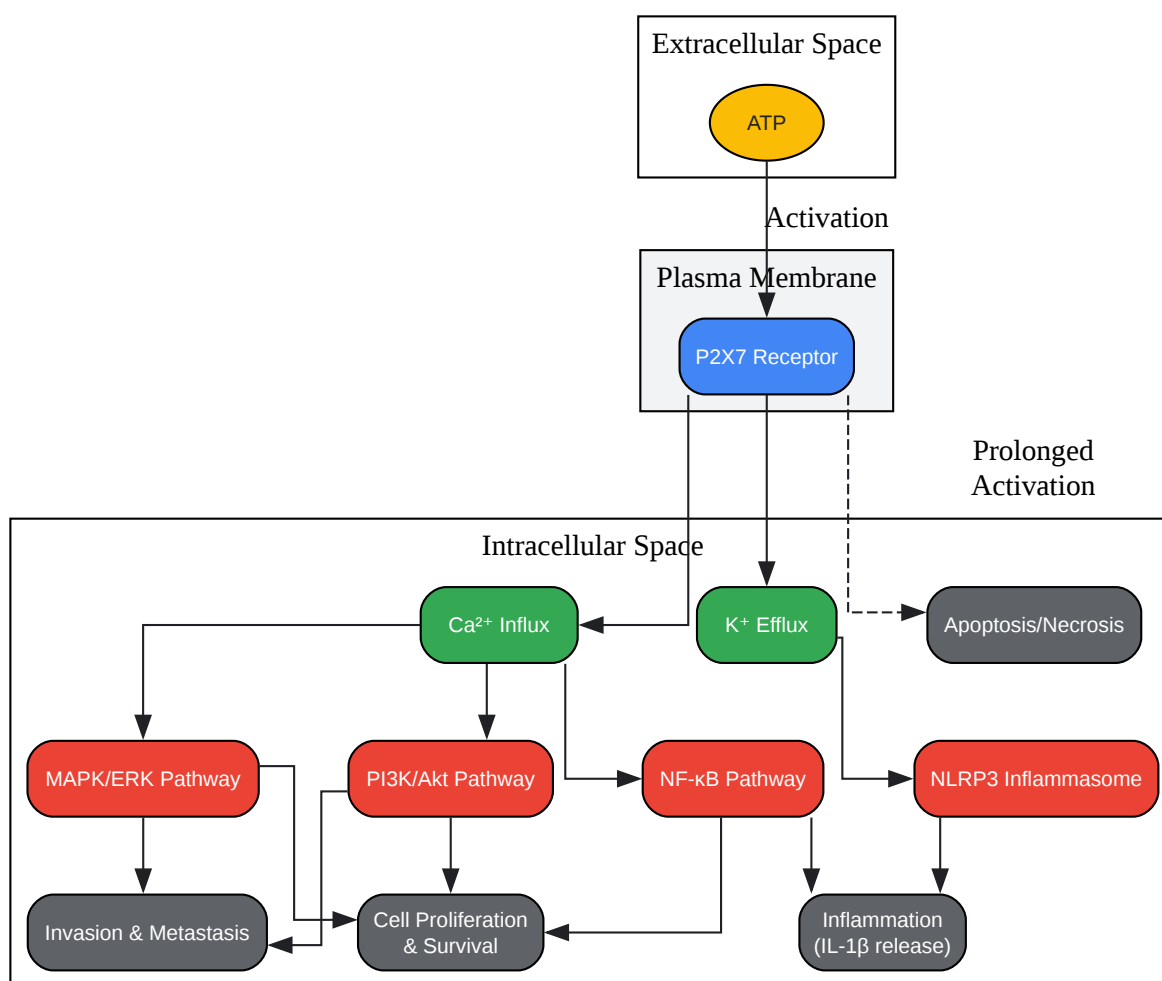 Extracellular Space
ATP
Activation
Plasma Membrane
P2X7 Receptor
Prolonged
Activation
Intracellular Space
Ca²⁺ Influx
K⁺ Efflux
Apoptosis/Necrosis
MAPK/ERK Pathway
PI3K/Akt Pathway
NF-κB Pathway
NLRP3 Inflammasome
Invasion & Metastasis
Cell Proliferation
& Survival
Inflammation
(IL-1β release)